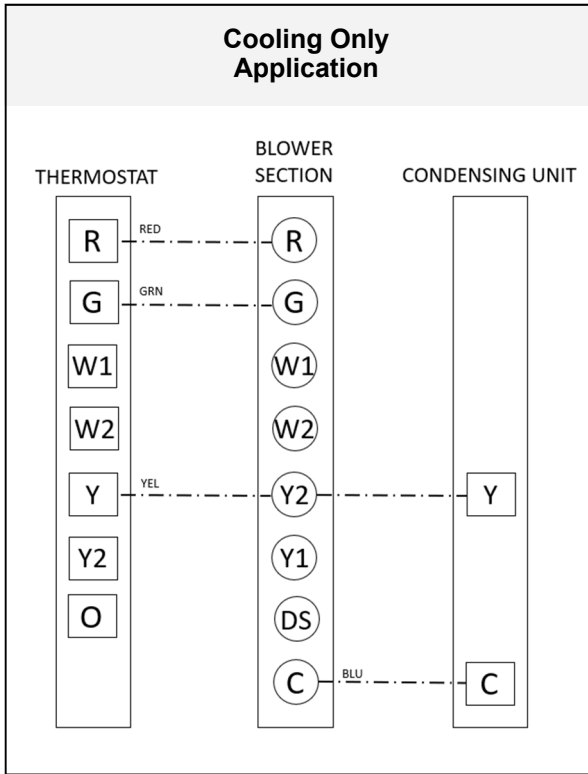 Cooling Only
Application
THERMOSTAT
BLOWER
SECTION
CONDENSING UNIT
R RED R
G GRN G
W1 W1
W2 W2
Y YEL Y2 Y
Y2 Y1
O DS
C BLU C